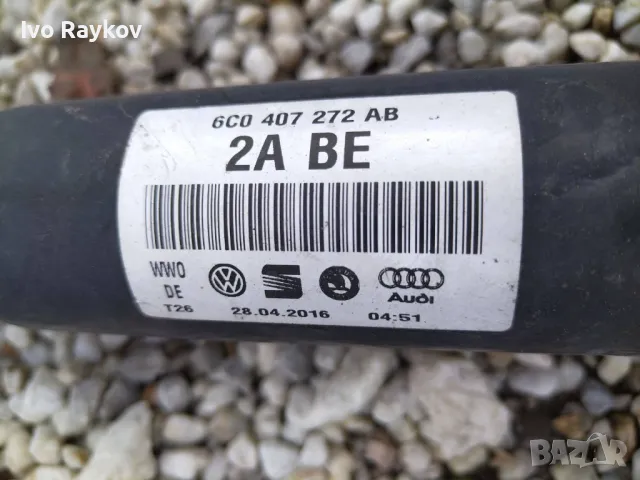 Ivo Raykov
6C0 407 272 AB
2A BE
WWO
DE
T26
Audi
28.04.2016 04:51
BAZAR